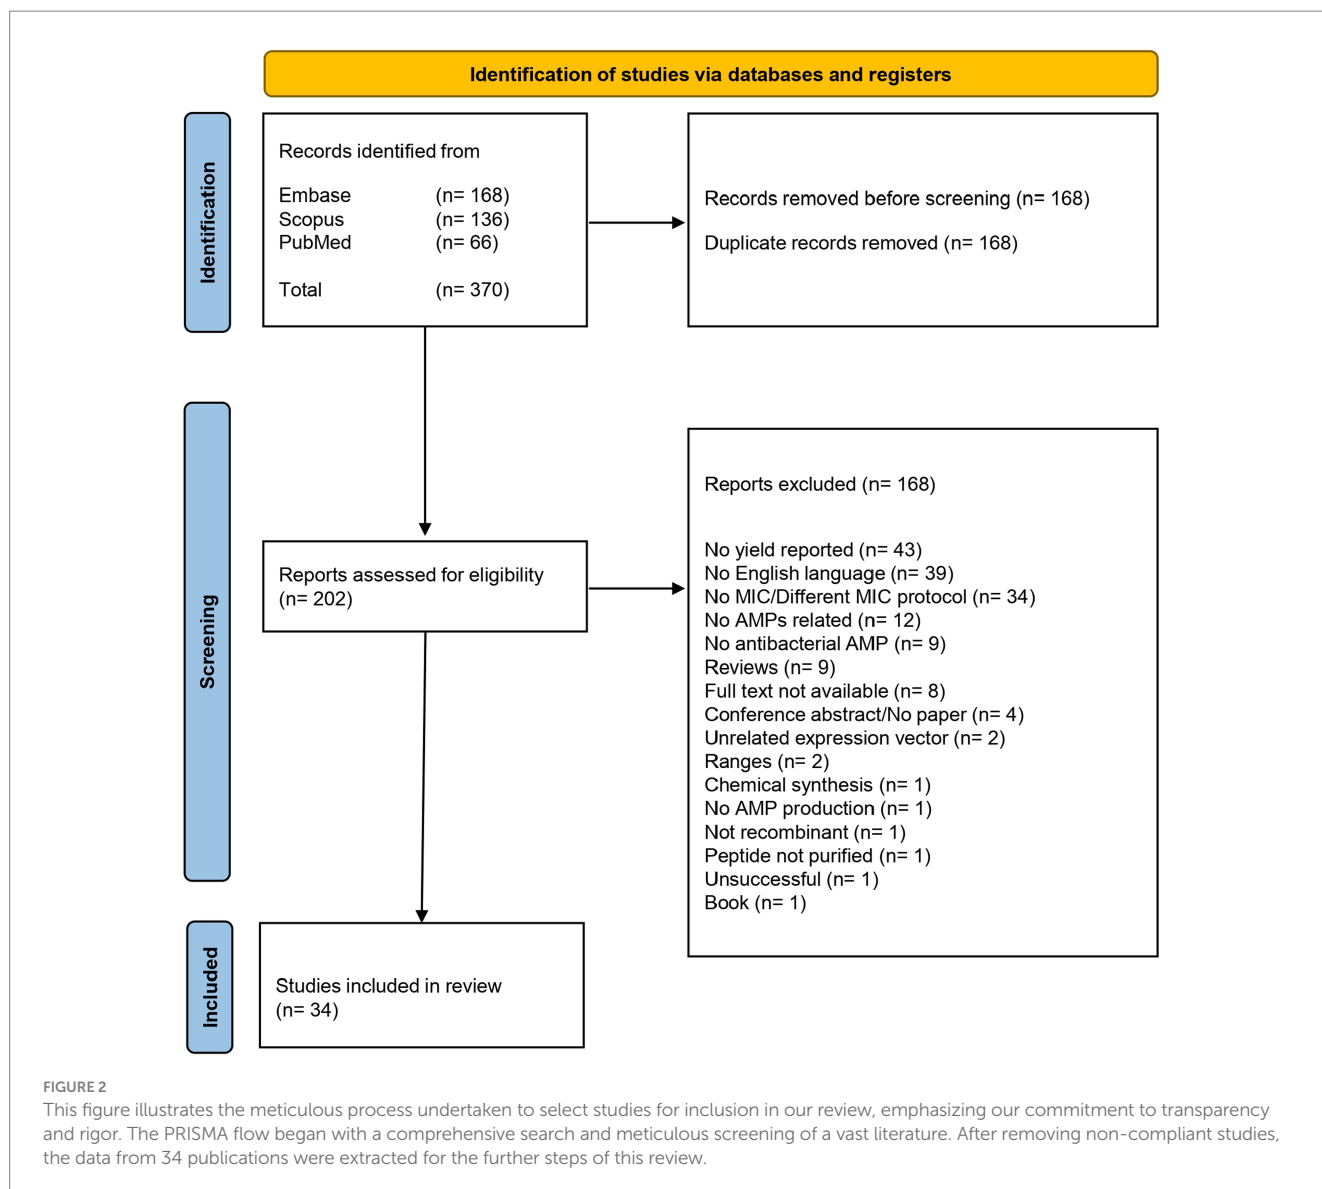 Identification of studies via databases and registers
Identification
Records identified from
Embase (n= 168)
Scopus (n= 136)
PubMed (n= 66)
Total (n= 370)
Records removed before screening (n= 168)
Duplicate records removed (n= 168)
Screening
Reports assessed for eligibility
(n= 202)
Reports excluded (n= 168)
No yield reported (n= 43)
No English language (n= 39)
No MIC/Different MIC protocol (n= 34)
No AMPs related (n= 12)
No antibacterial AMP (n= 9)
Reviews (n= 9)
Full text not available (n= 8)
Conference abstract/No paper (n= 4)
Unrelated expression vector (n= 2)
Ranges (n= 2)
Chemical synthesis (n= 1)
No AMP production (n= 1)
Not recombinant (n= 1)
Peptide not purified (n= 1)
Unsuccessful (n= 1)
Book (n= 1)
Included
Studies included in review
(n= 34)
FIGURE 2
This figure illustrates the meticulous process undertaken to select studies for inclusion in our review, emphasizing our commitment to transparency
and rigor. The PRISMA flow began with a comprehensive search and meticulous screening of a vast literature. After removing non-compliant studies,
the data from 34 publications were extracted for the further steps of this review.